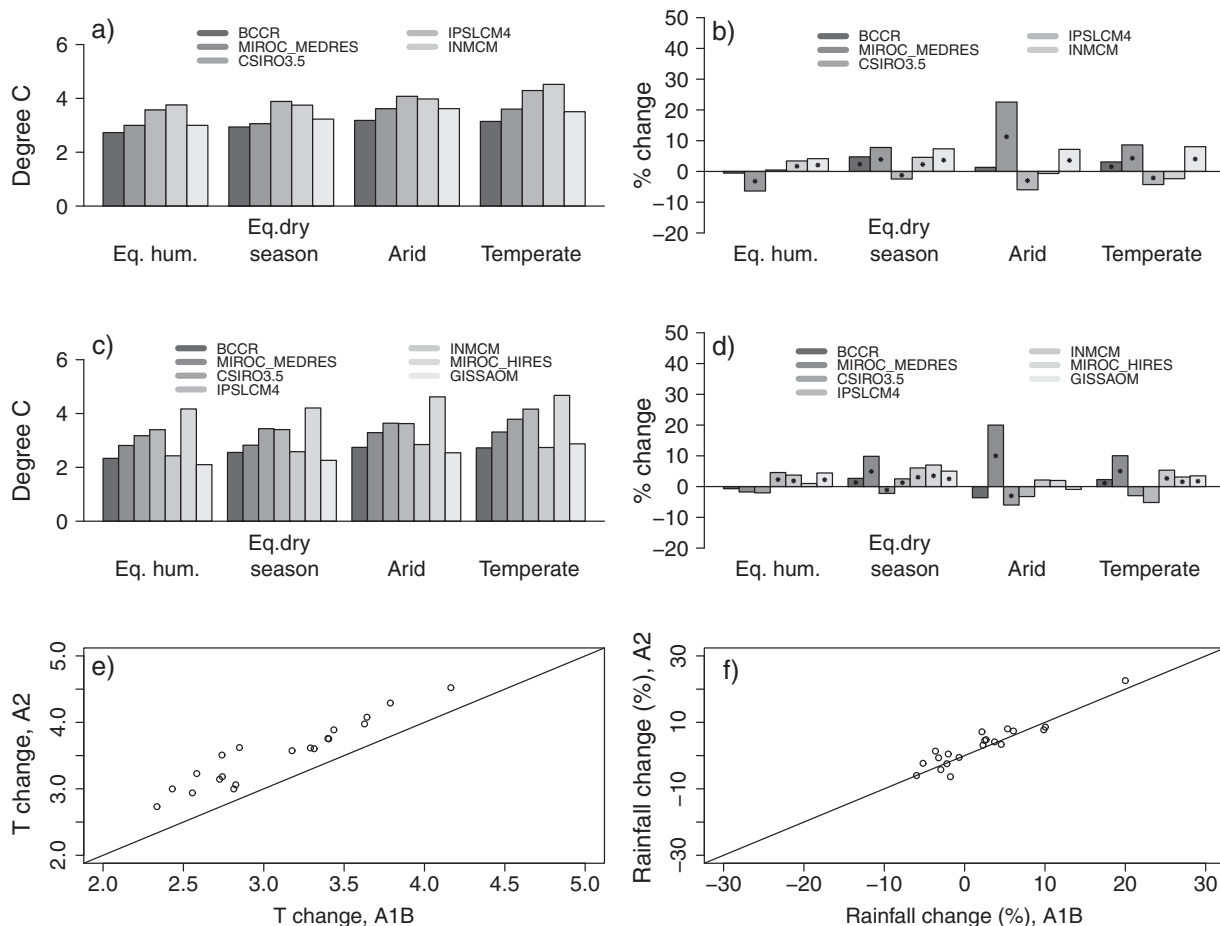 a)
BCCR
MIROC_MEDRES
CSIRO3.5
IPSLCM4
INMCM
Degree C
6
4
2
0
Eq. hum.
Eq.dry
season
Arid
Temperate
b)
BCCR
MIROC_MEDRES
CSIRO3.5
IPSLCM4
INMCM
% change
50
40
30
20
10
0
−10
−20
Eq. hum.
Eq.dry
season
Arid
Temperate
c)
BCCR
MIROC_MEDRES
CSIRO3.5
IPSLCM4
INMCM
MIROC_HIRES
GISSAOM
Degree C
6
4
2
0
Eq. hum.
Eq.dry
season
Arid
Temperate
d)
BCCR
MIROC_MEDRES
CSIRO3.5
IPSLCM4
INMCM
MIROC_HIRES
GISSAOM
% change
50
40
30
20
10
0
−10
−20
Eq. hum.
Eq.dry
season
Arid
Temperate
e)
T change, A2
5.0
4.0
3.0
2.0
2.0 2.5 3.0 3.5 4.0 4.5 5.0
T change, A1B
f)
Rainfall change (%), A2
30
10
−10
−30
−30 −20 −10 0 10 20 30
Rainfall change (%), A1B